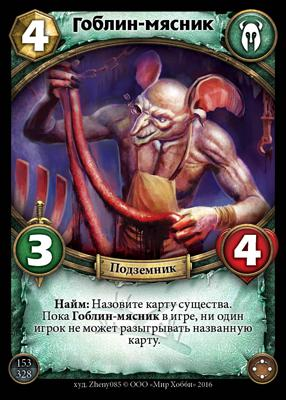 4
Гоблин-мясник
3
4
Подземник
Найм: Назовите карту существа.
Пока Гоблин-мясник в игре, ни один
игрок не может разыгрывать названную
карту.
153
328
худ. Zheny085 © ООО «Мир Хобби» 2016